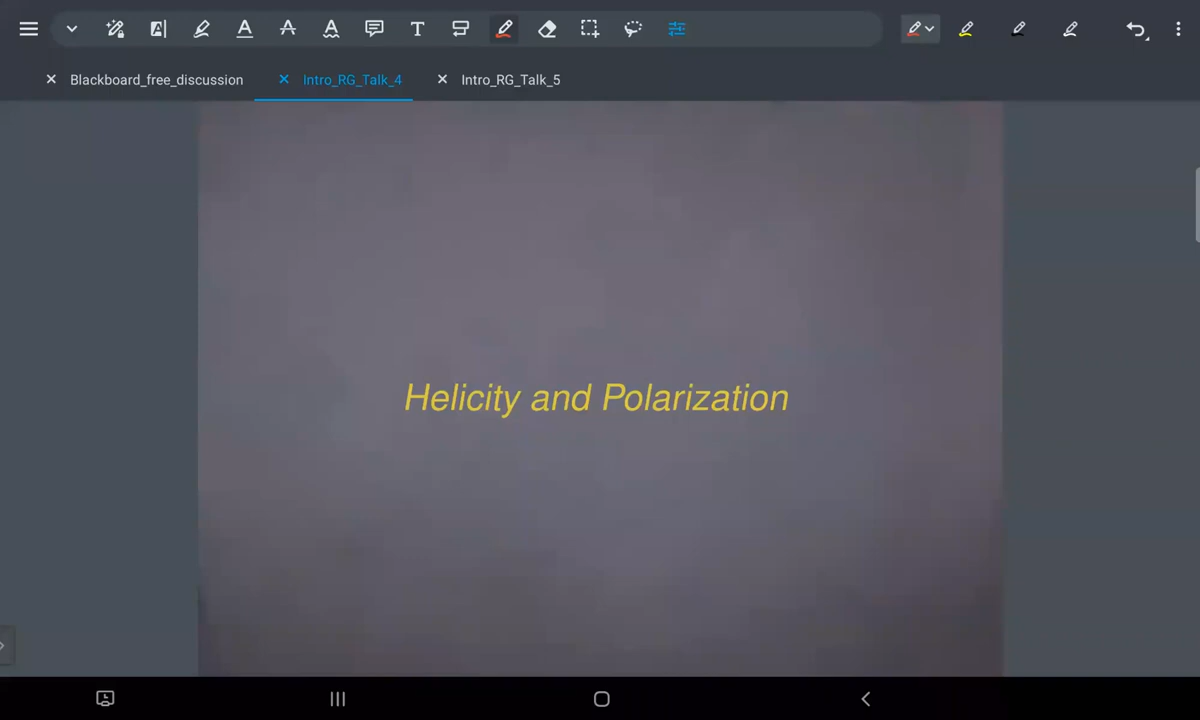 Blackboard_free_discussion
Intro_RG_Talk_4
Intro_RG_Talk_5
Helicity and Polarization